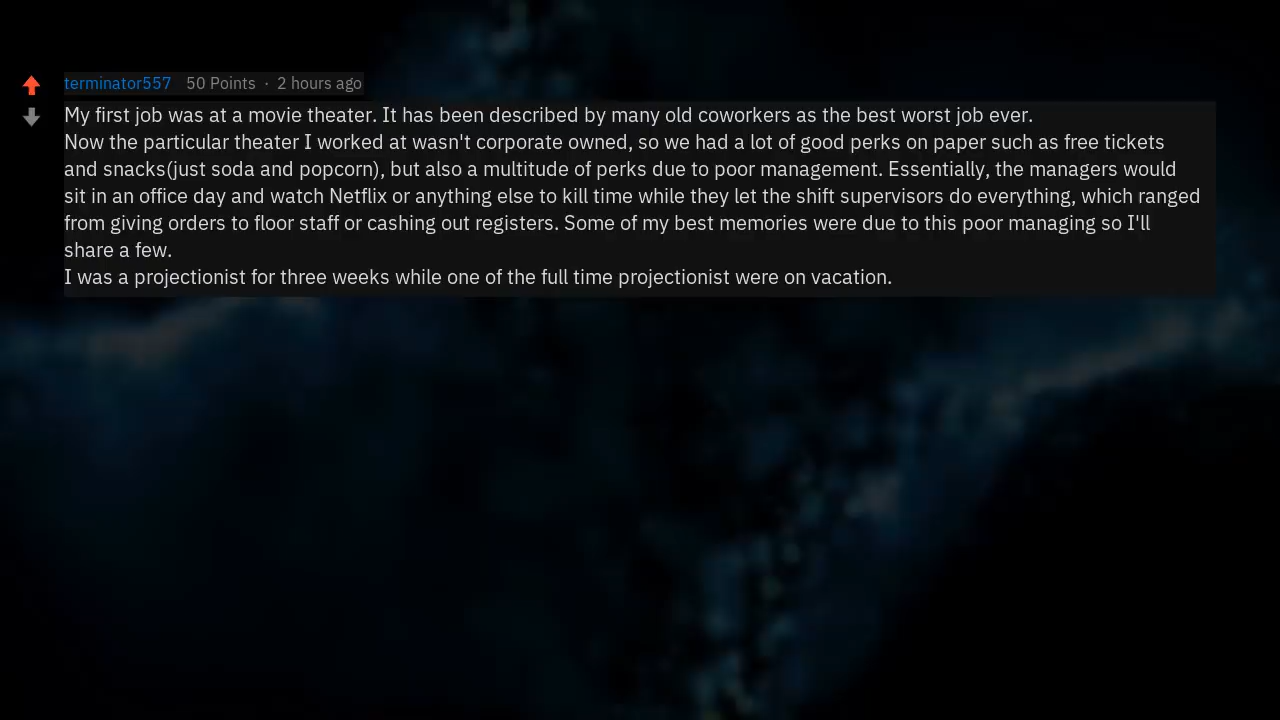 terminator557 50 Points · 2 hours ago
My first job was at a movie theater. It has been described by many old coworkers as the best worst job ever.
Now the particular theater I worked at wasn't corporate owned, so we had a lot of good perks on paper such as free tickets
and snacks(just soda and popcorn), but also a multitude of perks due to poor management. Essentially, the managers would
sit in an office day and watch Netflix or anything else to kill time while they let the shift supervisors do everything, which ranged
from giving orders to floor staff or cashing out registers. Some of my best memories were due to this poor managing so I'll
share a few.
I was a projectionist for three weeks while one of the full time projectionist were on vacation.